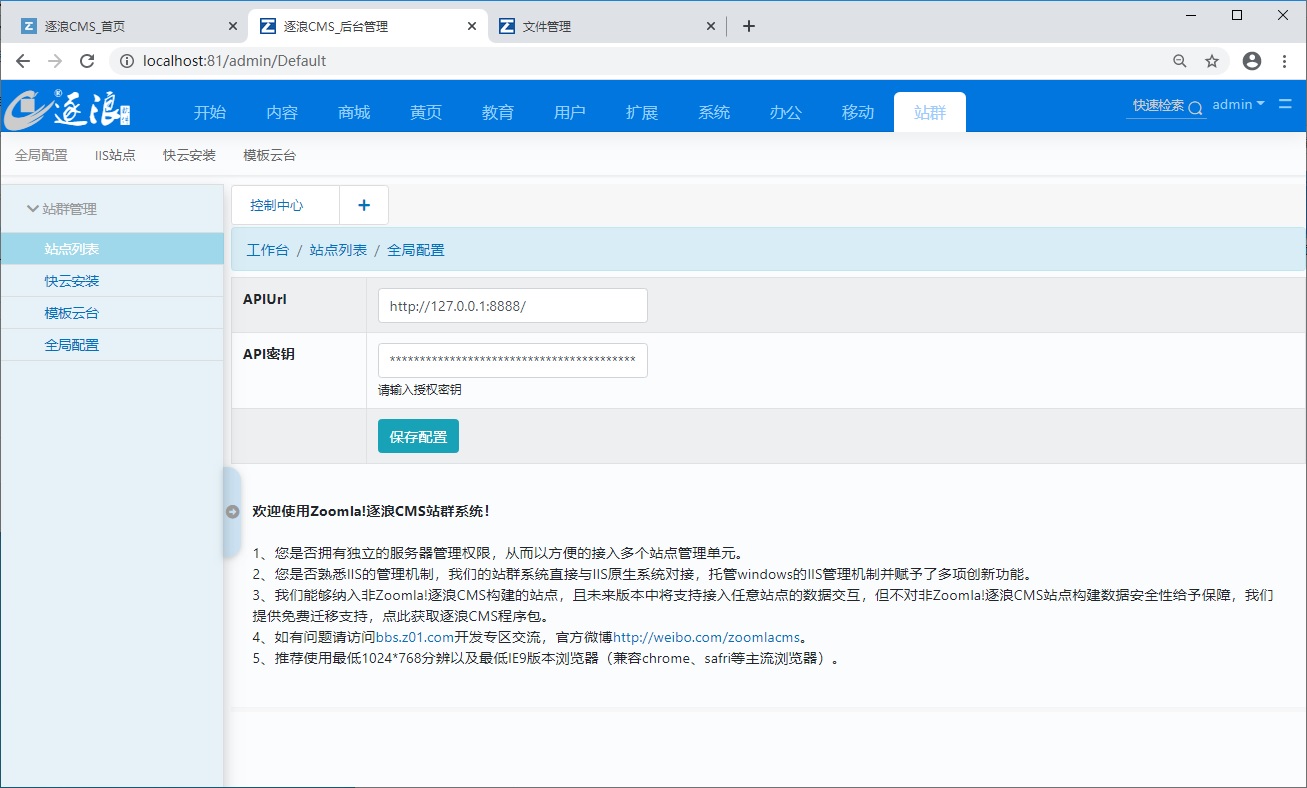 逐浪CMS_首页
逐浪CMS_后台管理
文件管理
localhost:81/admin/Default
逐浪
开始 内容 商城 黄页 教育 用户 扩展 系统 办公 移动 站群
快速检索 admin
全局配置 IIS站点 快云安装 模板云台
站群管理
站点列表
快云安装
模板云台
全局配置
控制中心
工作台 / 站点列表 / 全局配置
APIUrl
http://127.0.0.1:8888/
API密钥
*****************************************
请输入授权密钥
保存配置
欢迎使用Zoomla!逐浪CMS站群系统!
1、您是否拥有独立的服务器管理权限，从而以方便的接入多个站点管理单元。
2、您是否熟悉IIS的管理机制，我们的站群系统直接与IIS原生系统对接，托管windows的IIS管理机制并赋予了多项创新功能。
3、我们能够纳入非Zoomla!逐浪CMS构建的站点，且未来版本中将支持接入任意站点的数据交互，但不对非Zoomla!逐浪CMS站点构建数据安全性给予保障，我们
提供免费迁移支持，点此获取逐浪CMS程序包。
4、如有问题请访问bbs.z01.com开发专区交流，官方微博http://weibo.com/zoomlacms。
5、推荐使用最低1024*768分辨以及最低IE9版本浏览器（兼容chrome、safri等主流浏览器）。